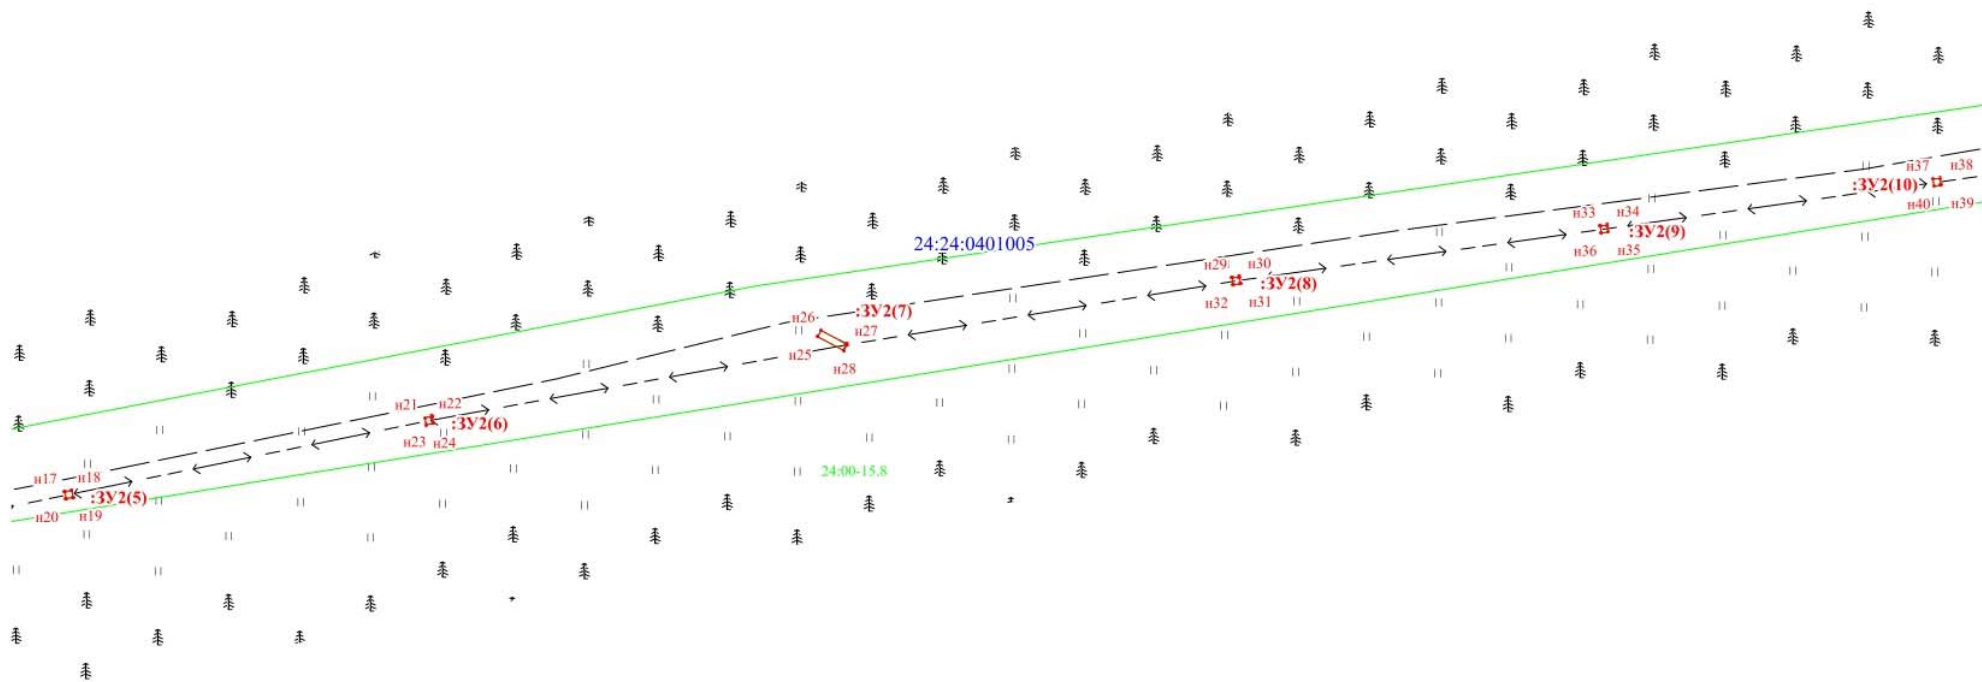 24:24:0401005
н37 н38
:ЗУ2(10)
н40 н39
н33 н34
:ЗУ2(9)
н36 н35
н29 н30
:ЗУ2(8)
н32 н31
н26 :ЗУ2(7)
н27
н25
н28
н21 н22
:ЗУ2(6)
н23 н24
24:00-15.8
н17 н18
:ЗУ2(5)
н20 н19